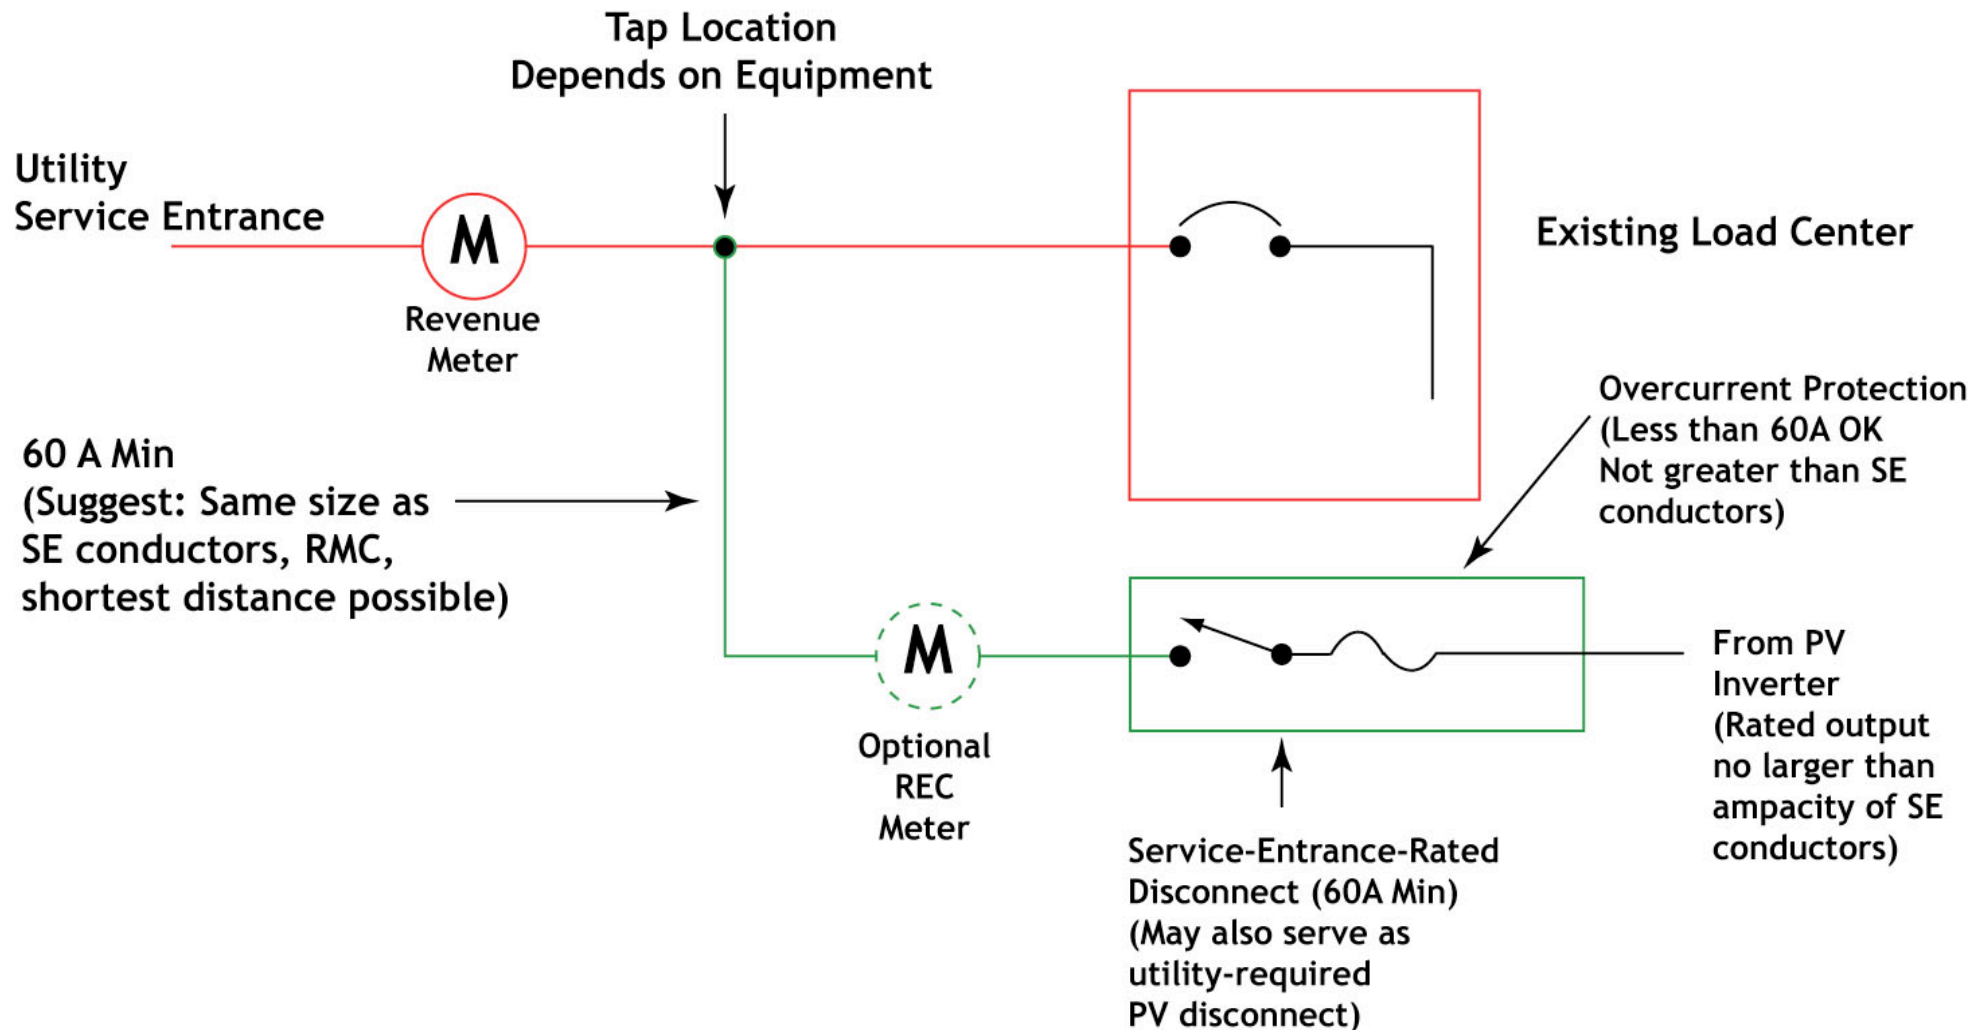 Tap Location
Depends on Equipment
Utility
Service Entrance
M
Revenue
Meter
Existing Load Center
Overcurrent Protection
(Less than 60A OK
Not greater than SE
conductors)
60 A Min
(Suggest: Same size as
SE conductors, RMC,
shortest distance possible)
M
Optional
REC
Meter
From PV
Inverter
(Rated output
no larger than
ampacity of SE
conductors)
Service-Entrance-Rated
Disconnect (60A Min)
(May also serve as
utility-required
PV disconnect)